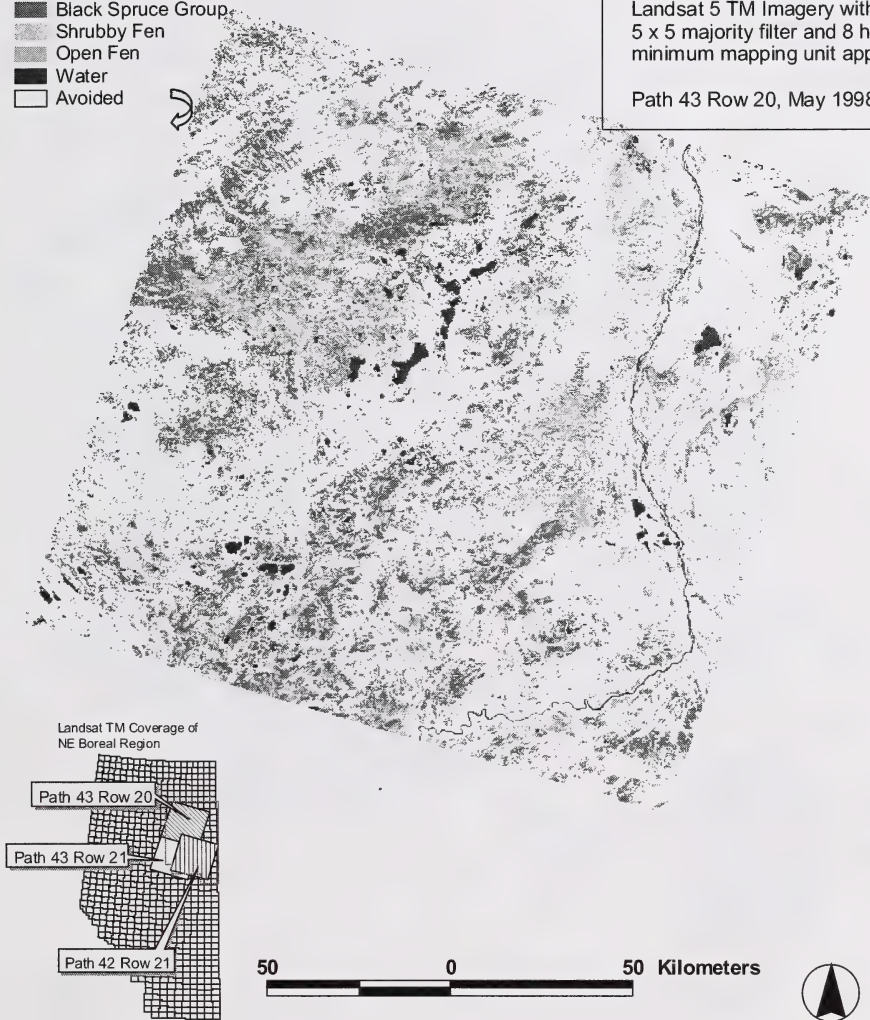 Black Spruce Group
Shrubby Fen
Open Fen
Water
Avoided
Landsat 5 TM Imagery with
5 x 5 majority filter and 8 h
minimum mapping unit app
Path 43 Row 20, May 1998
Landsat TM Coverage of
NE Boreal Region
Path 43 Row 20
Path 43 Row 21
Path 42 Row 21
50 0 50 Kilometers